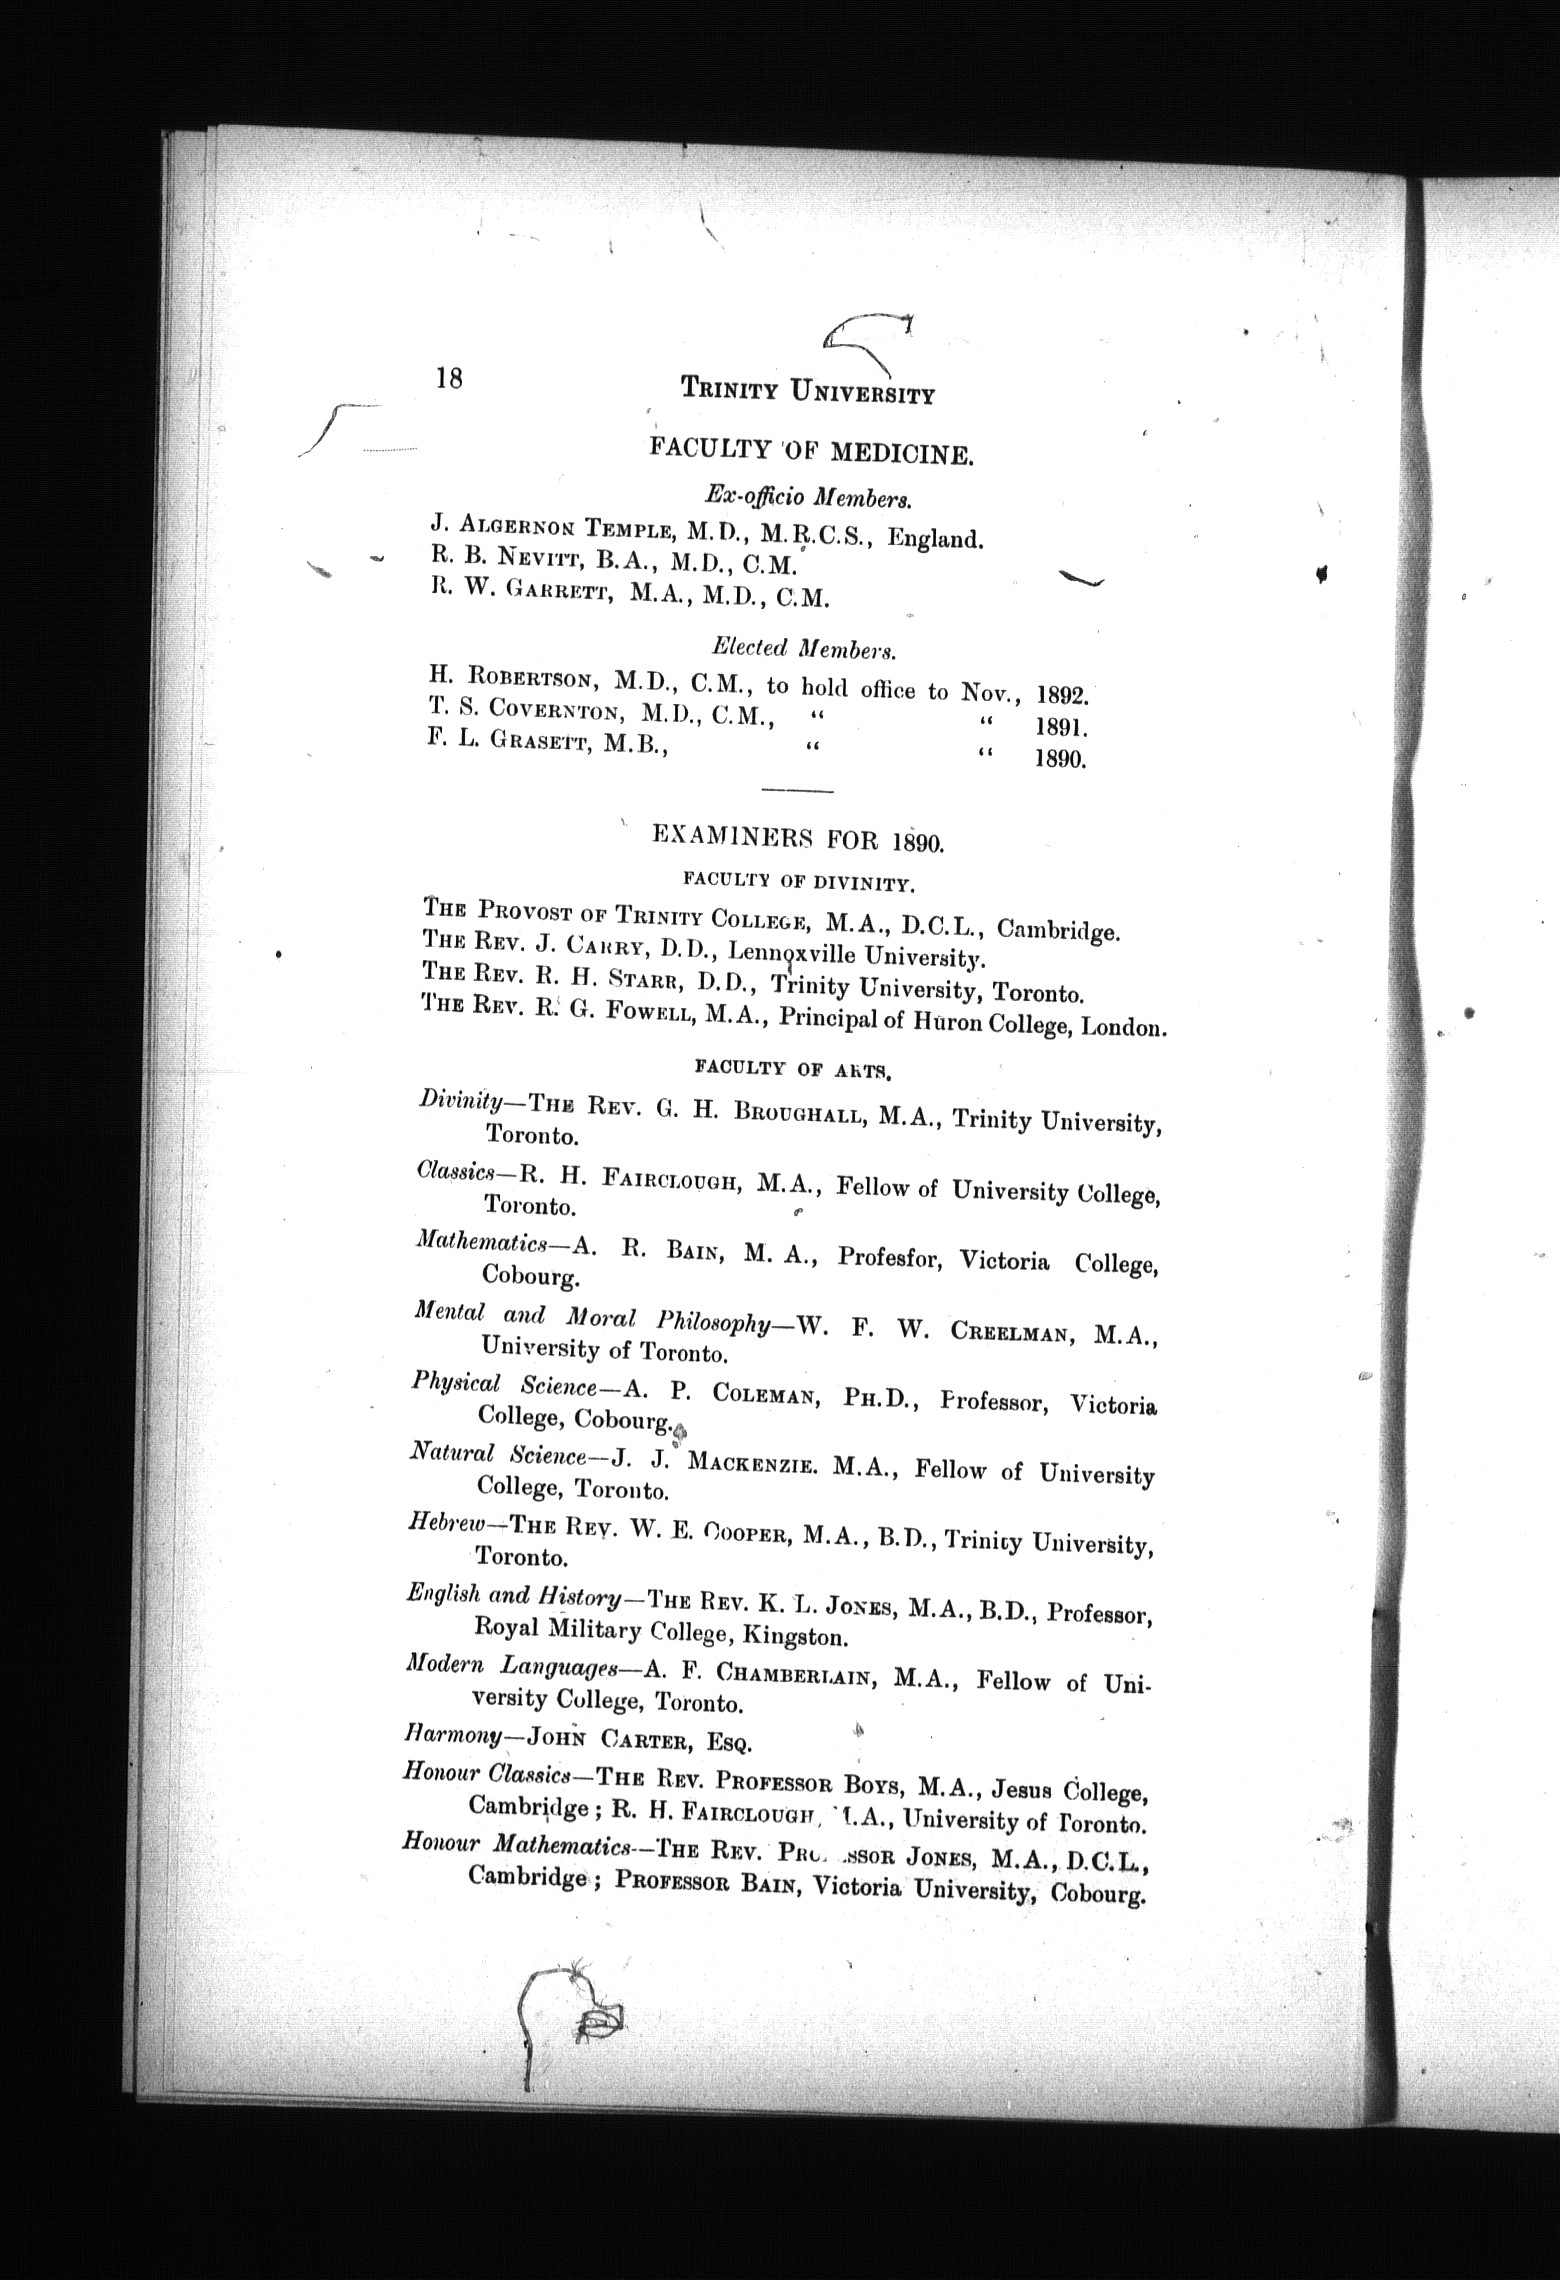 18
TRINITY UNIVERSITY
FACULTY OF MEDICINE.
Ex-officio Members.
J. ALGERNON TEMPLE, M.D., M.R.C.S., England.
R. B. NEVITT, B.A., M.D., C.M.
R. W. GARRETT, M.A., M.D., C.M.
Elected Members.
H. ROBERTSON, M.D., C.M., to hold office to Nov., 1892.
T. S. COVERNTON, M.D., C.M., “ “ 1891.
F. L. GRASETT, M.B., “ “ 1890.
EXAMINERS FOR 1890.
FACULTY OF DIVINITY.
THE PROVOST OF TRINITY COLLEGE, M.A., D.C.L., Cambridge.
THE REV. J. CARRY, D.D., Lennoxville University.
THE REV. R. H. STARR, D.D., Trinity University, Toronto.
THE REV. R. G. FOWELL, M.A., Principal of Huron College, London.
FACULTY OF ARTS.
Divinity—THE REV. G. H. BROUGHALL, M.A., Trinity University,
Toronto.
Classics—R. H. FAIRCLOUGH, M.A., Fellow of University College,
Toronto.
Mathematics—A. R. BAIN, M. A., Profesfor, Victoria College,
Cobourg.
Mental and Moral Philosophy—W. F. W. CREELMAN, M.A.,
University of Toronto.
Physical Science—A. P. COLEMAN, PH.D., Professor, Victoria
College, Cobourg.
Natural Science—J. J. MACKENZIE. M.A., Fellow of University
College, Toronto.
Hebrew—THE REV. W. E. COOPER, M.A., B.D., Trinity University,
Toronto.
English and History—THE REV. K. L. JONES, M.A., B.D., Professor,
Royal Military College, Kingston.
Modern Languages—A. F. CHAMBERLAIN, M.A., Fellow of Uni-
versity College, Toronto.
Harmony—JOHN CARTER, ESQ.
Honour Classics—THE REV. PROFESSOR BOYS, M.A., Jesus College,
Cambridge; R. H. FAIRCLOUGH, M.A., University of Toronto.
Honour Mathematics—THE REV. PROFESSOR JONES, M.A., D.C.L.,
Cambridge; PROFESSOR BAIN, Victoria University, Cobourg.